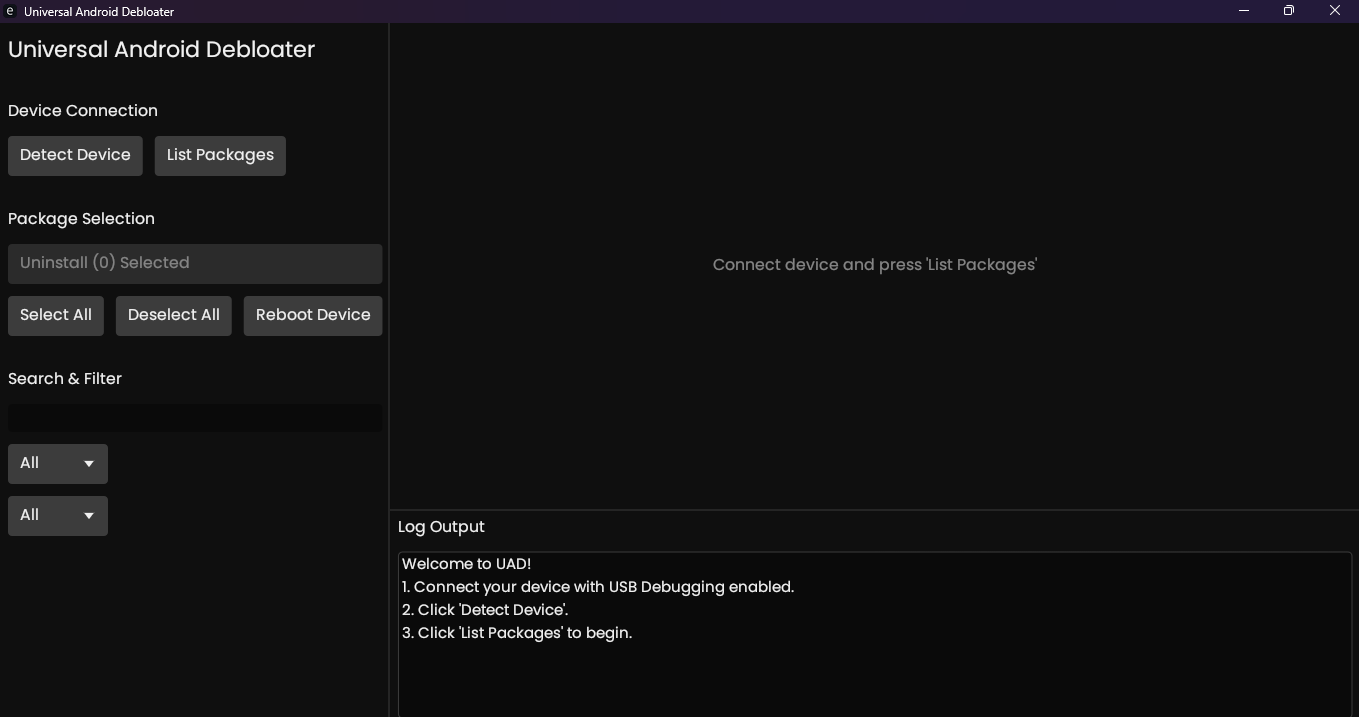 e Universal Android Debloater
Universal Android Debloater
Device Connection
Detect Device List Packages
Package Selection
Uninstall (0) Selected
Select All Deselect All Reboot Device
Search & Filter
All
All
Connect device and press 'List Packages'
Log Output
Welcome to UAD!
1. Connect your device with USB Debugging enabled.
2. Click 'Detect Device'.
3. Click 'List Packages' to begin.